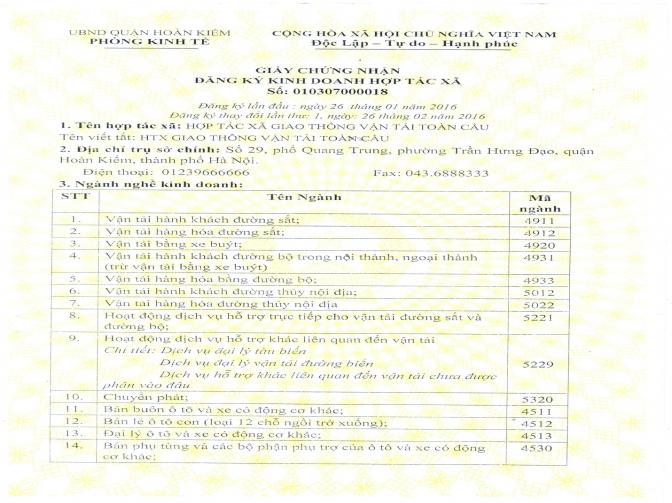 UBND QUẬN HOÀN KIẾM
PHÒNG KINH TẾ
CỘNG HÒA XÃ HỘI CHỦ NGHĨA VIỆT NAM
Độc Lập – Tự do – Hạnh phúc
GIẤY CHỨNG NHẬN
ĐĂNG KÝ KINH DOANH HỢP TÁC XÃ
Số: 010307000018
Đăng ký lần đầu : ngày 26 tháng 01 năm 2016
Đăng ký thay đổi lần thứ: 1, ngày: 26 tháng 02 năm 2016
1. Tên hợp tác xã: HỢP TÁC XÃ GIAO THÔNG VẬN TẢI TOÀN CẦU
Tên viết tắt: HTX GIAO THÔNG VẬN TẢI TOÀN CẦU
2. Địa chỉ trụ sở chính: Số 29, phố Quang Trung, phường Trần Hưng Đạo, quận
Hoàn Kiếm, thành phố Hà Nội.
Điện thoại: 01239666666 Fax: 043.6888333
3. Ngành nghề kinh doanh:
STT Tên Ngành Mã
ngành
1. Vận tải hành khách đường sắt; 4911
2. Vận tải hàng hóa đường sắt; 4912
3. Vận tải bằng xe buýt; 4920
4. Vận tải hành khách đường bộ trong nội thành, ngoại thành 4931
(trừ vận tải bằng xe buýt)
5. Vận tải hàng hóa bằng đường bộ; 4933
6. Vận tải hành khách đường thủy nội địa; 5012
7. Vận tải hàng hóa đường thủy nội địa 5022
8. Hoạt động dịch vụ hỗ trợ trực tiếp cho vận tải đường sắt và 5221
đường bộ;
9. Hoạt động dịch vụ hỗ trợ khác liên quan đến vận tải
Chi tiết: Dịch vụ đại lý tàu biển
Dịch vụ đại lý vận tải đường biển 5229
Dịch vụ hỗ trợ khác liên quan đến vận tải chưa được
phân vào đâu
10. Chuyển phát; 5320
11. Bán buôn ô tô và xe có động cơ khác; 4511
12. Bán lẻ ô tô con (loại 12 chỗ ngồi trở xuống); 4512
13. Đại lý ô tô và xe có động cơ khác; 4513
14. Bán phụ tùng và các bộ phận phụ trợ của ô tô và xe có động 4530
cơ khác;